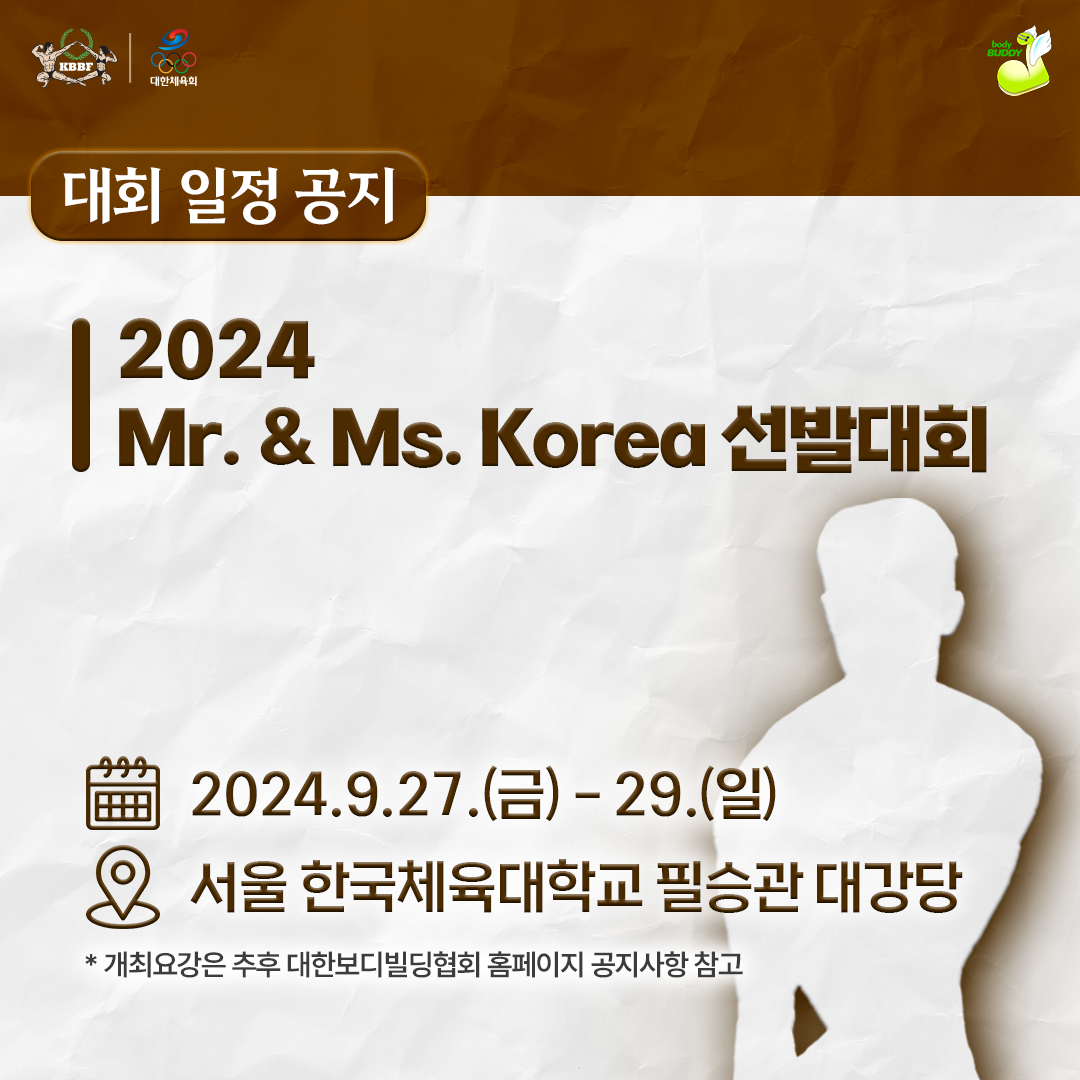 KBBF
대한체육회
body
BUDDY
대회 일정 공지
2024
Mr. & Ms. Korea 선발대회
2024.9.27.(금) - 29.(일)
서울 한국체육대학교 필승관 대강당
* 개최요강은 추후 대한보디빌딩협회 홈페이지 공지사항 참고